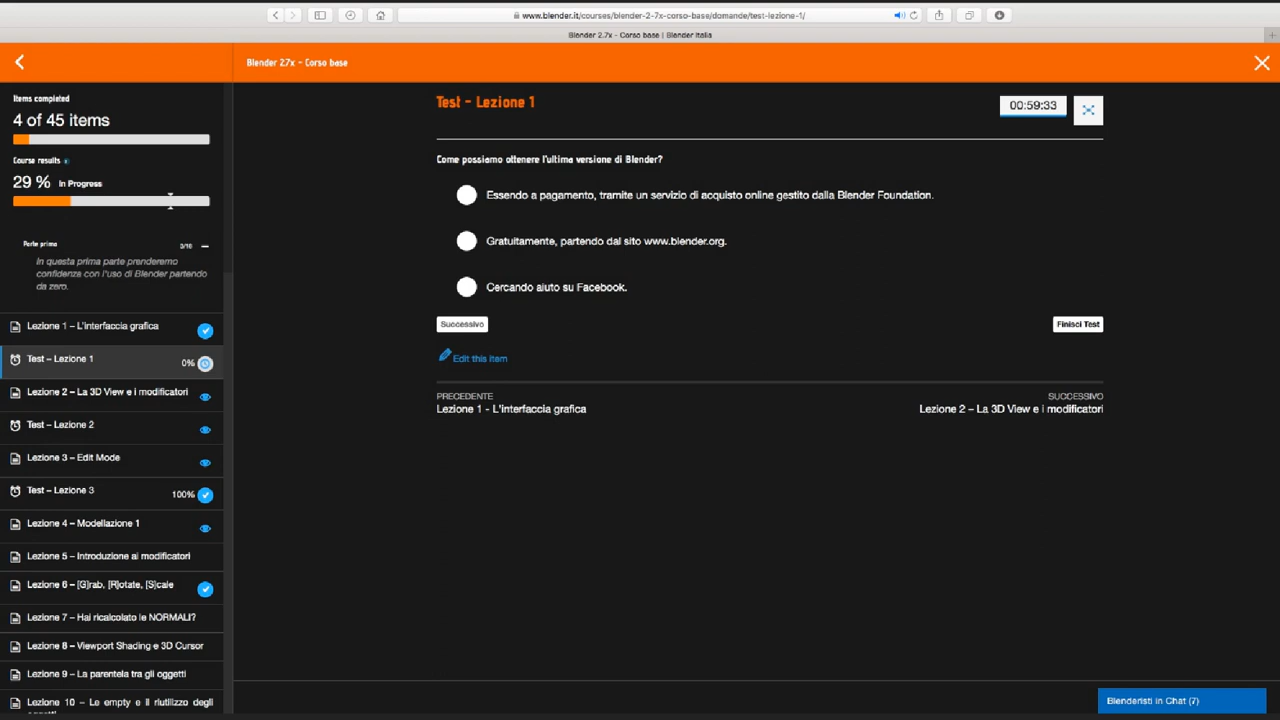 www.blender.it/courses/blender-2-7x-corso-base/domande/test-lezione-1/
Blender 2.7x - Corso base | Blender Italia
Blender 2.7x - Corso base
Items completed
4 of 45 items
Course results
29 % In Progress
Parte prima 3/18
In questa prima parte prenderemo
confidenza con l'uso di Blender partendo
da zero.
Lezione 1 – L'interfaccia grafica
Test – Lezione 1 0%
Lezione 2 – La 3D View e i modificatori
Test – Lezione 2
Lezione 3 – Edit Mode
Test – Lezione 3 100%
Lezione 4 – Modellazione 1
Lezione 5 – Introduzione ai modificatori
Lezione 6 – [G]rab, [R]otate, [S]cale
Lezione 7 – Hai ricalcolato le NORMALI?
Lezione 8 – Viewport Shading e 3D Cursor
Lezione 9 – La parentela tra gli oggetti
Lezione 10 – Le empty e il riutilizzo degli
oggetti
Test - Lezione 1
00:59:33
Come possiamo ottenere l'ultima versione di Blender?
Essendo a pagamento, tramite un servizio di acquisto online gestito dalla Blender Foundation.
Gratuitamente, partendo dal sito www.blender.org.
Cercando aiuto su Facebook.
Successivo
Finisci Test
Edit this item
PRECEDENTE
Lezione 1 - L'interfaccia grafica
SUCCESSIVO
Lezione 2 – La 3D View e i modificatori
Blenderisti in Chat (7)